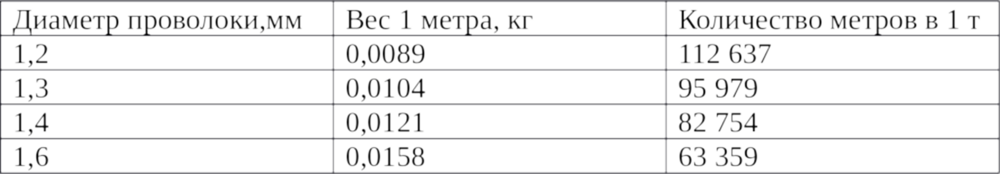 Диаметр проволоки,мм Вес 1 метра, кг Количество метров в 1 т
1,2 0,0089 112 637
1,3 0,0104 95 979
1,4 0,0121 82 754
1,6 0,0158 63 359